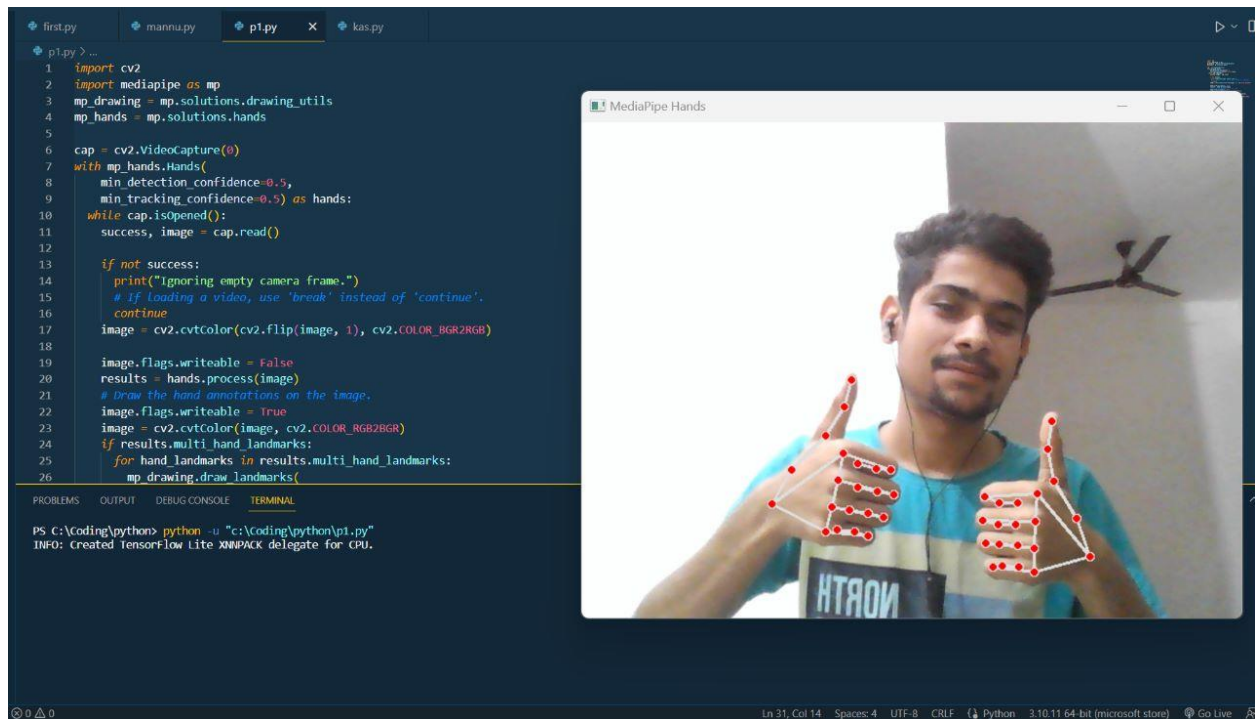 first.py mannu.py p1.py X kas.py
p1.py > ...
1 import cv2
2 import mediapipe as mp
3 mp_drawing = mp.solutions.drawing_utils
4 mp_hands = mp.solutions.hands
5
6 cap = cv2.VideoCapture(0)
7 with mp_hands.Hands(
8 min_detection_confidence=0.5,
9 min_tracking_confidence=0.5) as hands:
10 while cap.isOpened():
11 success, image = cap.read()
12
13 if not success:
14 print("Ignoring empty camera frame.")
15 # If loading a video, use 'break' instead of 'continue'.
16 continue
17 image = cv2.cvtColor(cv2.flip(image, 1), cv2.COLOR_BGR2RGB)
18
19 image.flags.writeable = False
20 results = hands.process(image)
21 # Draw the hand annotations on the image.
22 image.flags.writeable = True
23 image = cv2.cvtColor(image, cv2.COLOR_RGB2BGR)
24 if results.multi_hand_landmarks:
25 for hand_landmarks in results.multi_hand_landmarks:
26 mp_drawing.draw_landmarks(
MediaPipe Hands
NORTH
PROBLEMS OUTPUT DEBUG CONSOLE TERMINAL
PS C:\Coding\python> python -u "c:\Coding\python\p1.py"
INFO: Created TensorFlow Lite XNNPACK delegate for CPU.
0 0 Ln 31, Col 14 Spaces: 4 UTF-8 CRLF Python 3.10.11 64-bit (microsoft store) Go Live